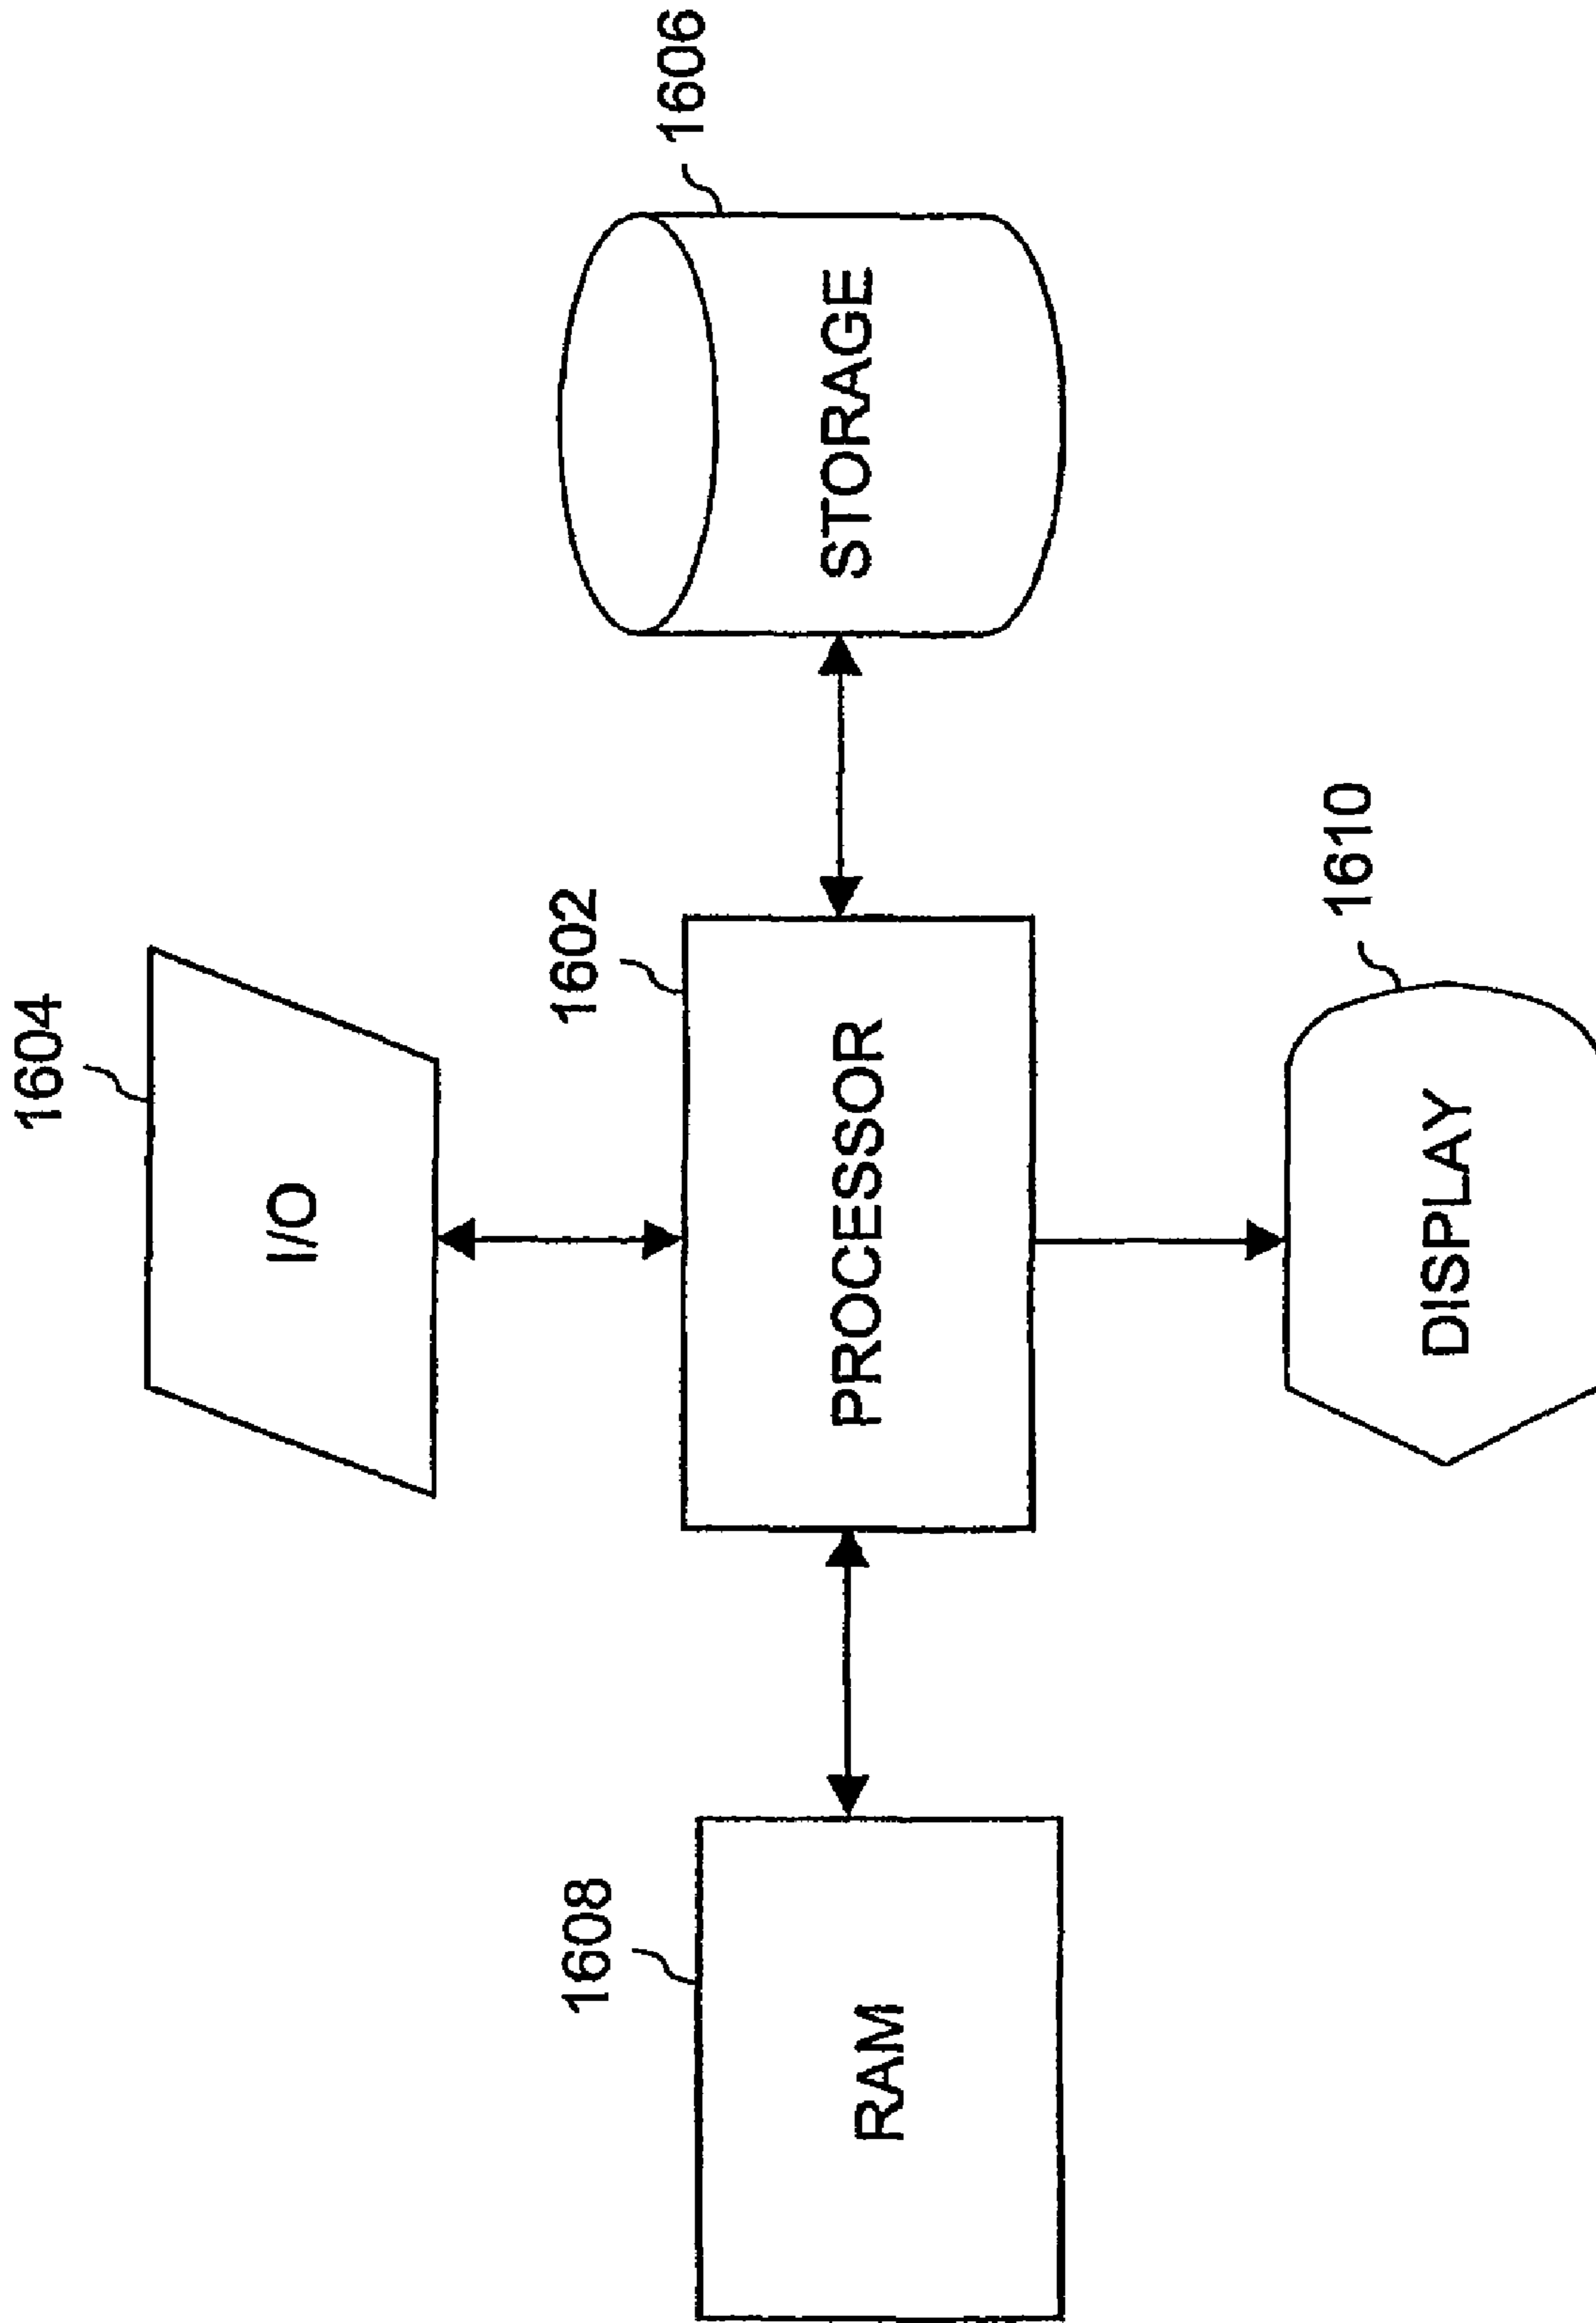 1604
I/O
1608
RAM
1602
PROCESSOR
1606
STORAGE
1610
DISPLAY